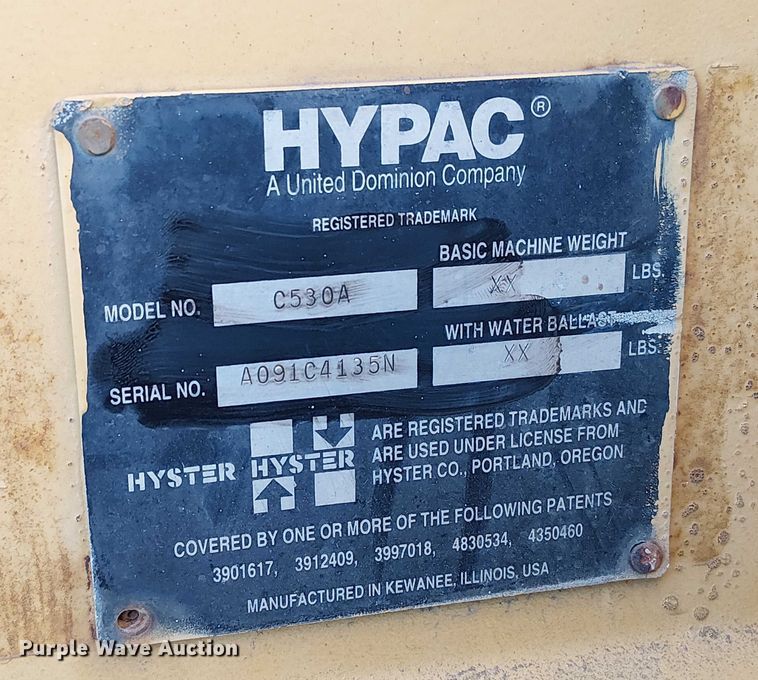 HYPAC®
A United Dominion Company
REGISTERED TRADEMARK
BASIC MACHINE WEIGHT
MODEL NO. C530A XX LBS.
WITH WATER BALLAST
SERIAL NO. A091C4135N XX LBS.
HYSTER HYSTER
ARE REGISTERED TRADEMARKS AND
ARE USED UNDER LICENSE FROM
HYSTER CO., PORTLAND, OREGON
COVERED BY ONE OR MORE OF THE FOLLOWING PATENTS
3901617, 3912409, 3997018, 4830534, 4350460
MANUFACTURED IN KEWANEE, ILLINOIS, USA
Purple Wave Auction